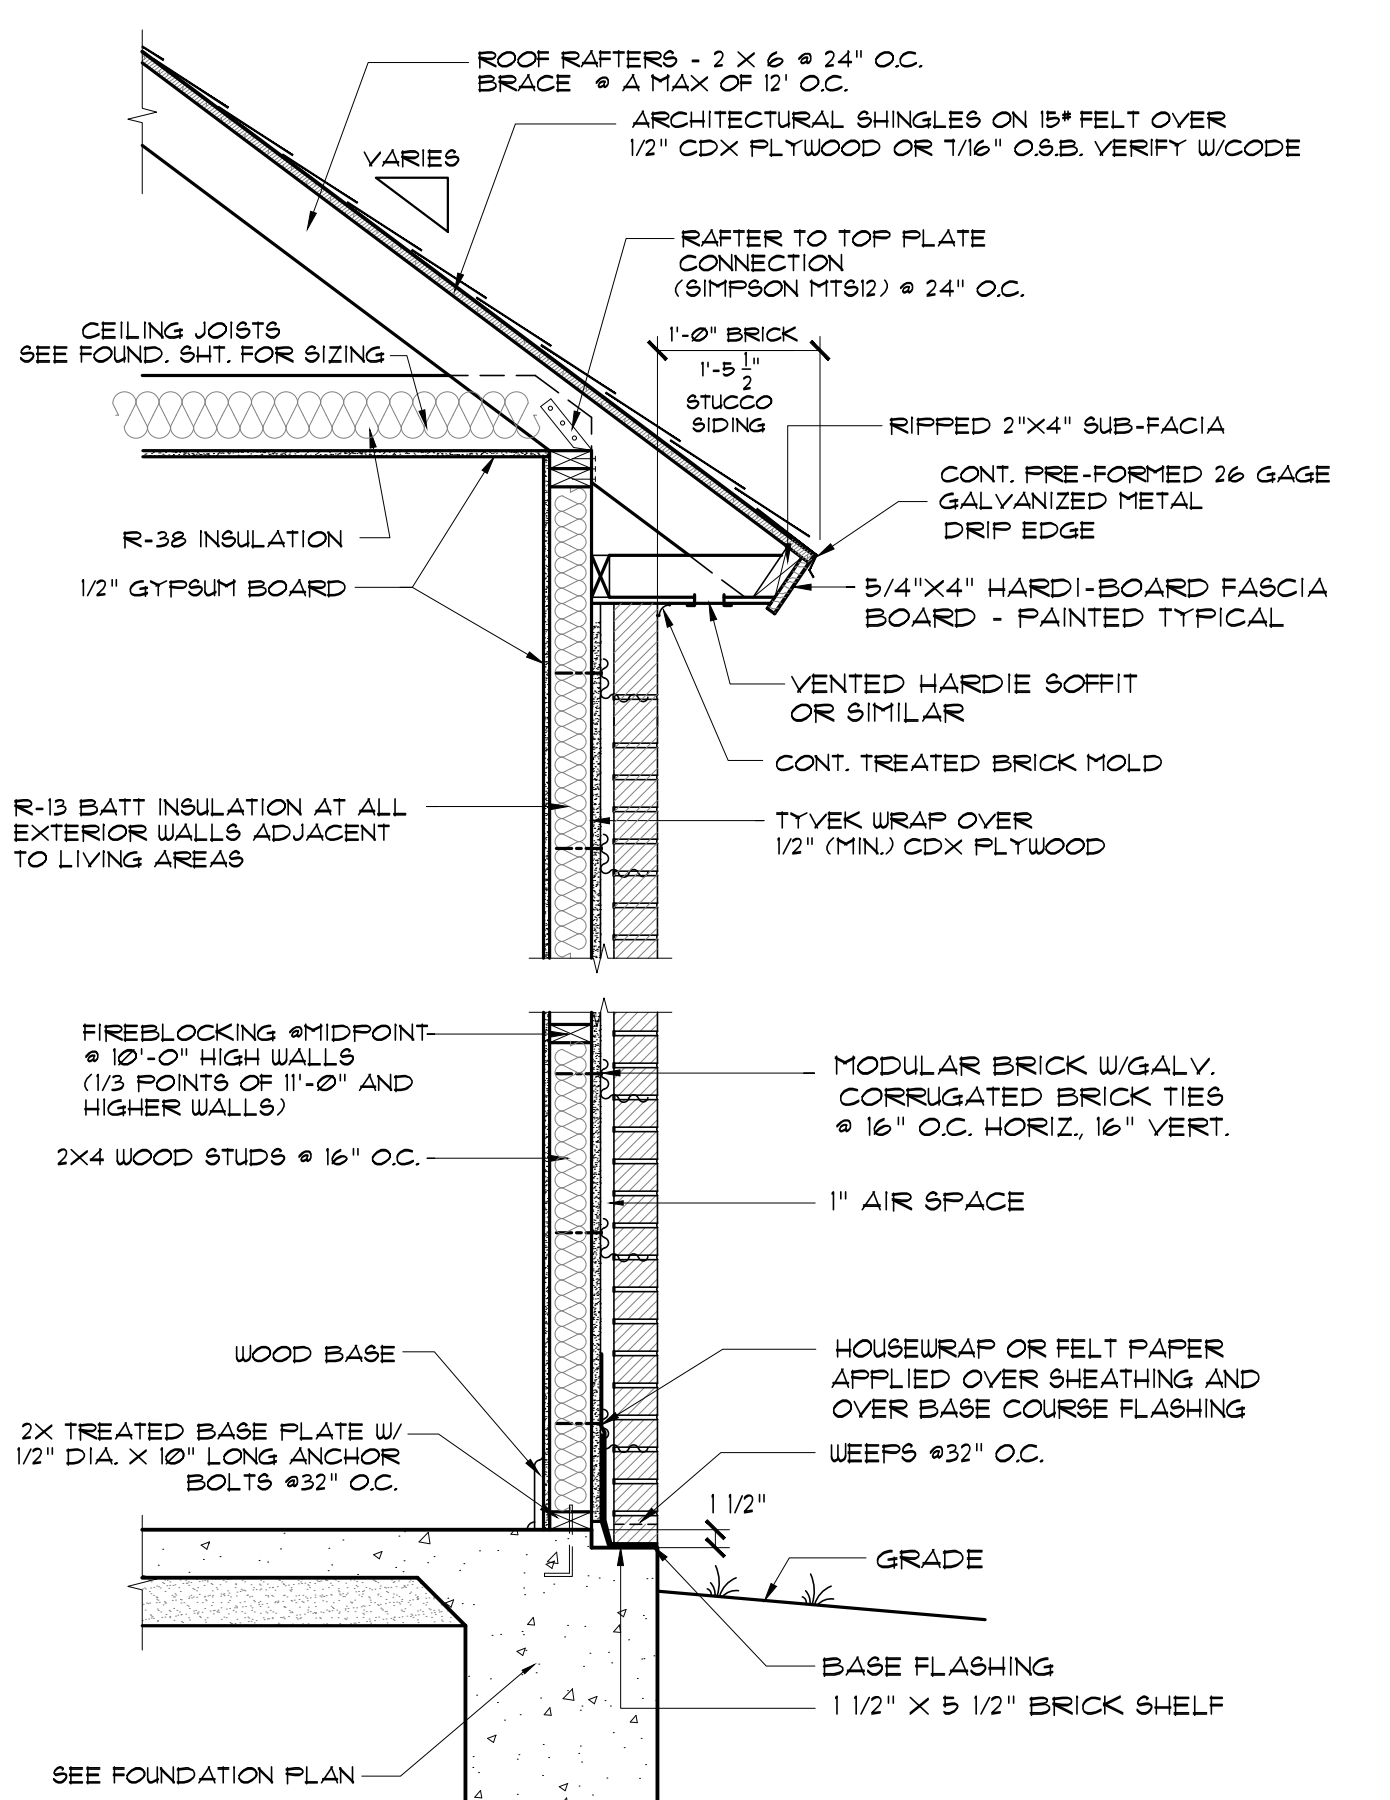 ROOF RAFTERS - 2 X 6 @ 24" O.C.
BRACE @ A MAX OF 12' O.C.
ARCHITECTURAL SHINGLES ON 15# FELT OVER
1/2" CDX PLYWOOD OR 7/16" O.S.B. VERIFY W/CODE
VARIES
RAFTER TO TOP PLATE
CONNECTION
(SIMPSON MTS12) @ 24" O.C.
CEILING JOISTS
SEE FOUND. SHT. FOR SIZING
1'-0" BRICK
1'-5 1/2"
STUCCO
SIDING
RIPPED 2"X4" SUB-FACIA
CONT. PRE-FORMED 26 GAGE
GALVANIZED METAL
DRIP EDGE
R-38 INSULATION
1/2" GYPSUM BOARD
5/4"X4" HARDI-BOARD FASCIA
BOARD - PAINTED TYPICAL
VENTED HARDIE SOFFIT
OR SIMILAR
CONT. TREATED BRICK MOLD
R-13 BATT INSULATION AT ALL
EXTERIOR WALLS ADJACENT
TO LIVING AREAS
TYVEK WRAP OVER
1/2" (MIN.) CDX PLYWOOD
FIREBLOCKING @MIDPOINT
@ 10'-0" HIGH WALLS
(1/3 POINTS OF 11'-0" AND
HIGHER WALLS)
MODULAR BRICK W/GALV.
CORRUGATED BRICK TIES
@ 16" O.C. HORIZ., 16" VERT.
2X4 WOOD STUDS @ 16" O.C.
1" AIR SPACE
WOOD BASE
HOUSEWRAP OR FELT PAPER
APPLIED OVER SHEATHING AND
OVER BASE COURSE FLASHING
2X TREATED BASE PLATE W/
1/2" DIA. X 10" LONG ANCHOR
BOLTS @32" O.C.
WEEPS @32" O.C.
1 1/2"
GRADE
BASE FLASHING
1 1/2" X 5 1/2" BRICK SHELF
SEE FOUNDATION PLAN